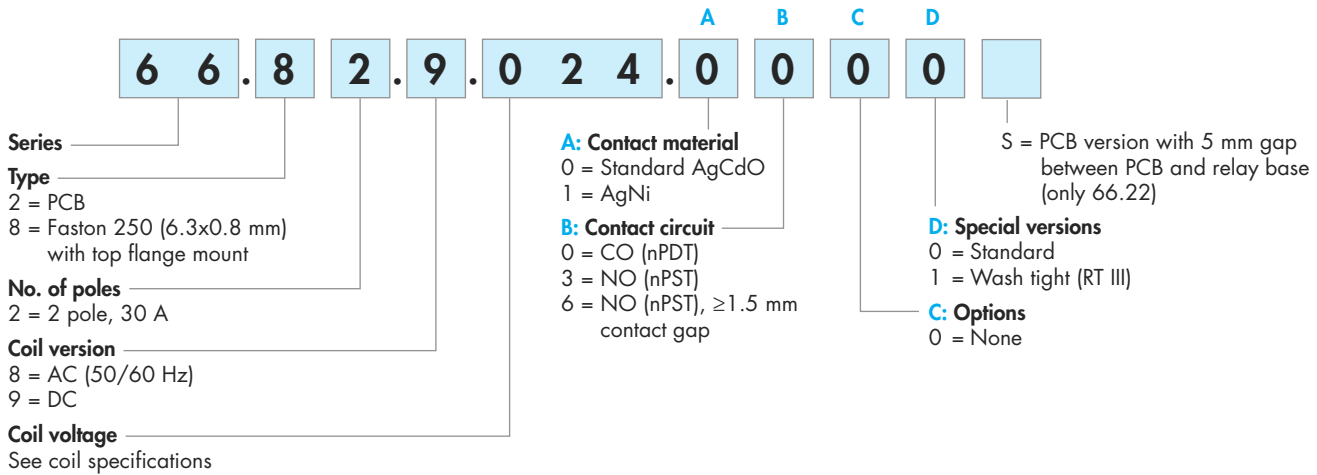 A B C D
6 6 . 8 2 . 9 . 0 2 4 . 0 0 0 0
Series
Type
2 = PCB
8 = Faston 250 (6.3x0.8 mm)
with top flange mount
No. of poles
2 = 2 pole, 30 A
Coil version
8 = AC (50/60 Hz)
9 = DC
Coil voltage
See coil specifications
A: Contact material
0 = Standard AgCdO
1 = AgNi
B: Contact circuit
0 = CO (nPDT)
3 = NO (nPST)
6 = NO (nPST), ≥1.5 mm
contact gap
S = PCB version with 5 mm gap
between PCB and relay base
(only 66.22)
D: Special versions
0 = Standard
1 = Wash tight (RT III)
C: Options
0 = None